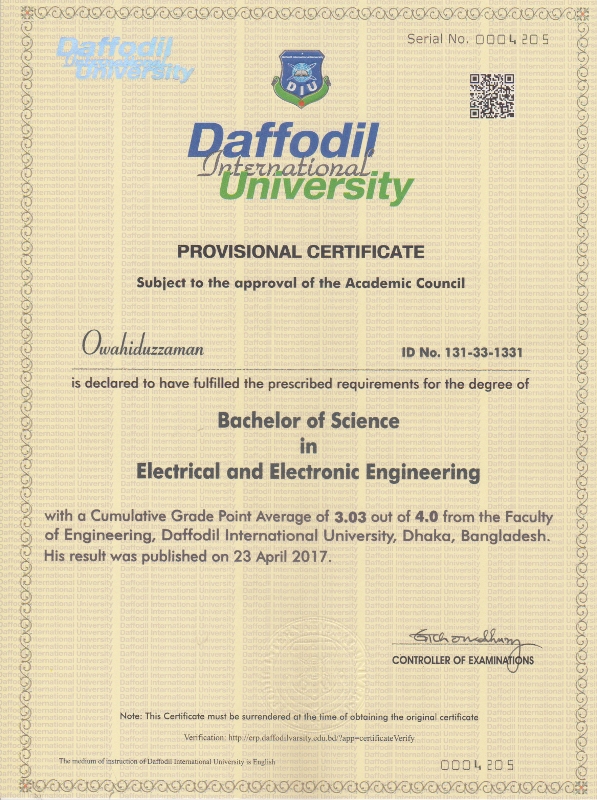 Serial No. 0004205
Daffodil
International
University
DIU
Daffodil
International
University
PROVISIONAL CERTIFICATE
Subject to the approval of the Academic Council
Owahiduzzaman ID No. 131-33-1331
is declared to have fulfilled the prescribed requirements for the degree of
Bachelor of Science
in
Electrical and Electronic Engineering
with a Cumulative Grade Point Average of 3.03 out of 4.0 from the Faculty
of Engineering, Daffodil International University, Dhaka, Bangladesh.
His result was published on 23 April 2017.
CONTROLLER OF EXAMINATIONS
Note: This Certificate must be surrendered at the time of obtaining the original certificate
Verification: http://erp.daffodilvarsity.edu.bd/?app=certificateVerify
The medium of instruction of Daffodil International University is English
0004205